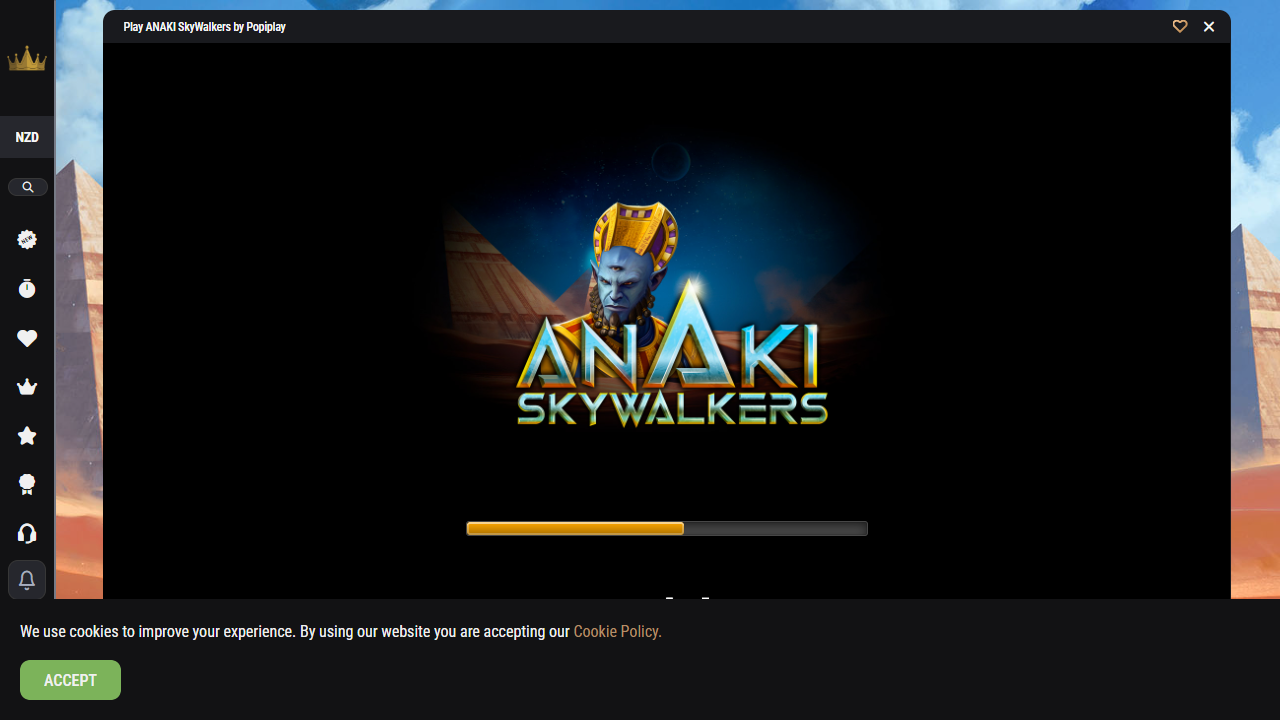 Play ANAKI SkyWalkers by Popiplay
NZD
NEW
ANAKI
SKYWALKERS
We use cookies to improve your experience. By using our website you are accepting our Cookie Policy.
ACCEPT